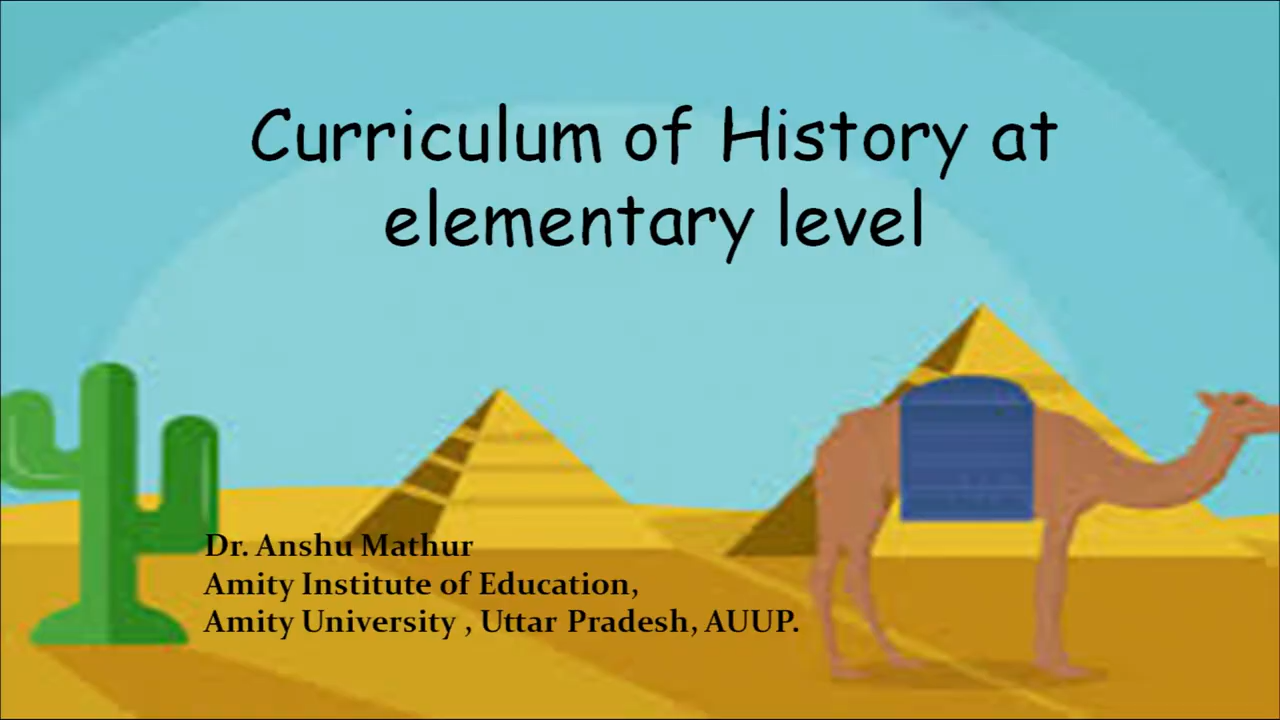 Curriculum of History at
elementary level
Dr. Anshu Mathur
Amity Institute of Education,
Amity University , Uttar Pradesh, AUUP.